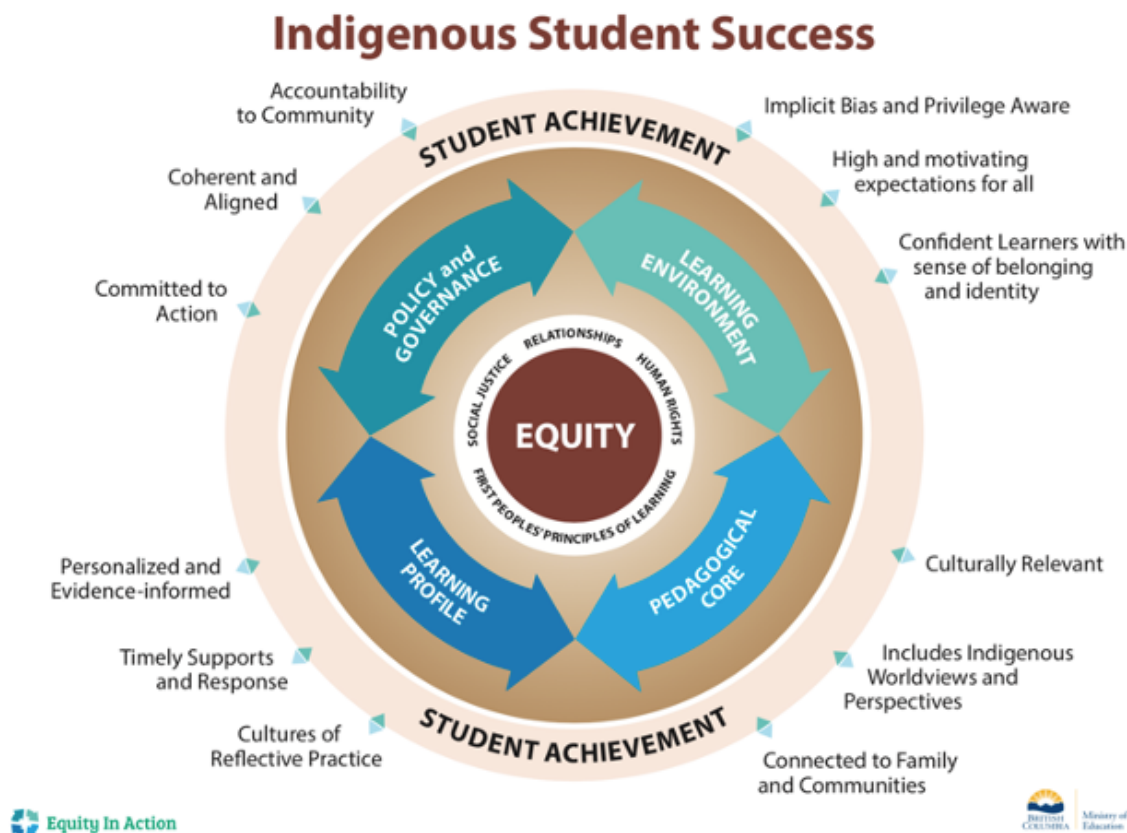 Indigenous Student Success
Accountability
to Community
Coherent and
Aligned
Committed to
Action
STUDENT ACHIEVEMENT
Implicit Bias and Privilege Aware
High and motivating
expectations for all
Confident Learners with
sense of belonging
and identity
POLICY and
GOVERNANCE
LEARNING
ENVIRONMENT
RELATIONSHIPS
SOCIAL JUSTICE
HUMAN RIGHTS
EQUITY
FIRST PEOPLES' PRINCIPLES OF LEARNING
LEARNING
PROFILE
PEDAGOGICAL
CORE
Personalized and
Evidence-informed
Timely Supports
and Response
Cultures of
Reflective Practice
STUDENT ACHIEVEMENT
Culturally Relevant
Includes Indigenous
Worldviews and
Perspectives
Connected to Family
and Communities
Equity In Action
BRITISH
COLUMBIA
Ministry of
Education